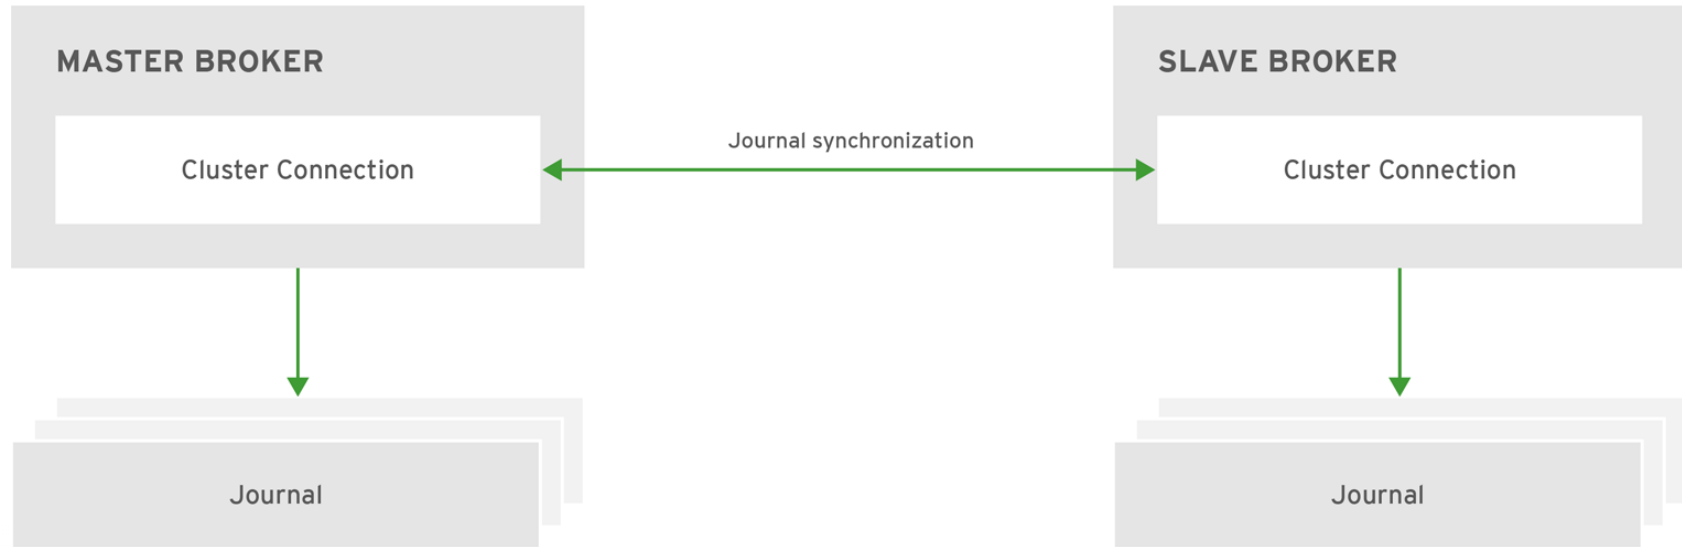 MASTER BROKER
SLAVE BROKER
Journal synchronization
Cluster Connection
Cluster Connection
Journal
Journal